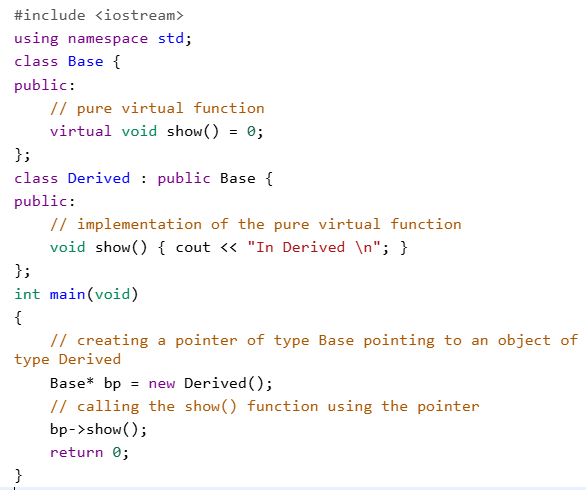 #include <iostream>
using namespace std;
class Base {
public:
    // pure virtual function
    virtual void show() = 0;
};
class Derived : public Base {
public:
    // implementation of the pure virtual function
    void show() { cout << "In Derived \n"; }
};
int main(void)
{
    // creating a pointer of type Base pointing to an object of
type Derived
    Base* bp = new Derived();
    // calling the show() function using the pointer
    bp->show();
    return 0;
}